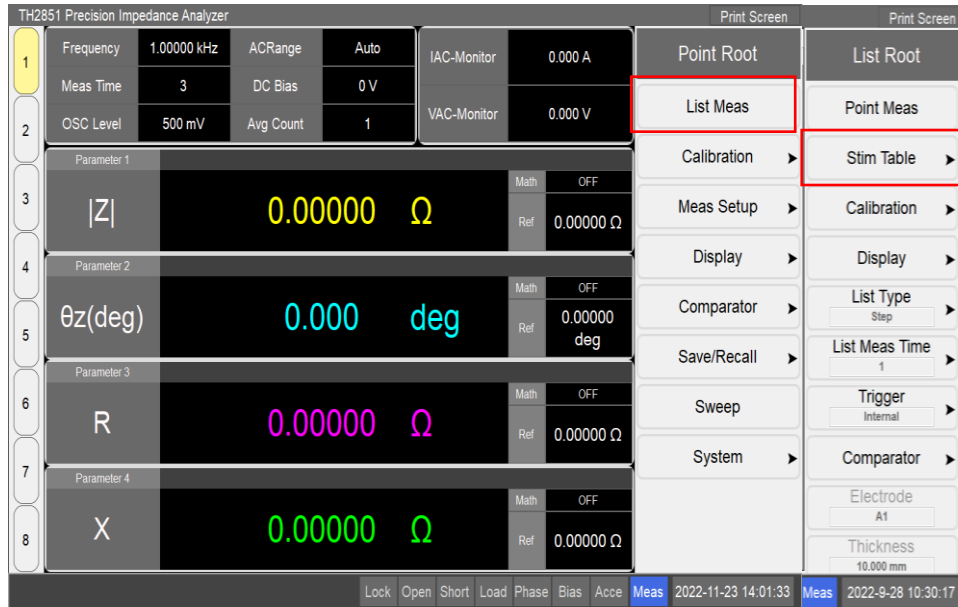 TH2851 Precision Impedance Analyzer
Print Screen
Print Screen
1
2
3
4
5
6
7
8
Frequency 1.00000 kHz ACRange Auto
Meas Time 3 DC Bias 0 V
OSC Level 500 mV Avg Count 1
IAC-Monitor 0.000 A
VAC-Monitor 0.000 V
Parameter 1
|Z| 0.00000 Ω
Math OFF
Ref 0.00000 Ω
Parameter 2
θz(deg) 0.000 deg
Math OFF
Ref 0.00000
deg
Parameter 3
R 0.00000 Ω
Math OFF
Ref 0.00000 Ω
Parameter 4
X 0.00000 Ω
Math OFF
Ref 0.00000 Ω
Point Root
List Meas
Calibration
Meas Setup
Display
Comparator
Save/Recall
Sweep
System
List Root
Point Meas
Stim Table
Calibration
Display
List Type
Step
List Meas Time
1
Trigger
Internal
Comparator
Electrode
A1
Thickness
10.000 mm
Lock Open Short Load Phase Bias Acce Meas 2022-11-23 14:01:33
Meas 2022-9-28 10:30:17